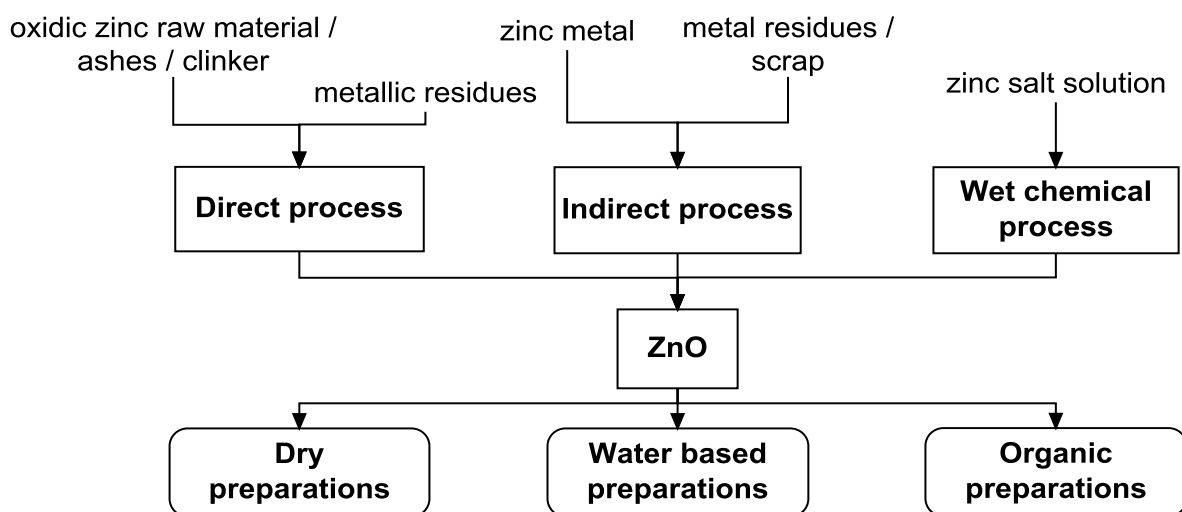 oxidic zinc raw material /
ashes / clinker
metallic residues
zinc metal
metal residues /
scrap
zinc salt solution
Direct process
Indirect process
Wet chemical
process
ZnO
Dry
preparations
Water based
preparations
Organic
preparations